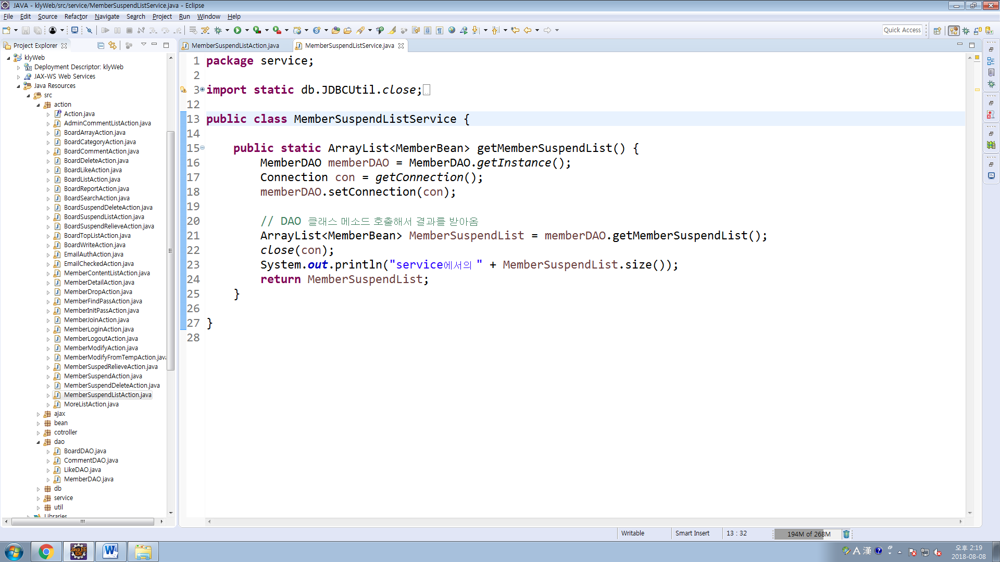 JAVA - klyWeb/src/service/MemberSuspendListService.java - Eclipse
File Edit Source Refactor Navigate Search Project Run Window Help
Quick Access
Project Explorer
MemberSuspendListAction.java
MemberSuspendListService.java
klyWeb
Deployment Descriptor: klyWeb
JAX-WS Web Services
Java Resources
src
action
Action.java
AdminCommentListAction.java
BoardArrayAction.java
BoardCategoryAction.java
BoardCommentAction.java
BoardDeleteAction.java
BoardLikeAction.java
BoardListAction.java
BoardReportAction.java
BoardSearchAction.java
BoardSuspendDeleteAction.java
BoardSuspendListAction.java
BoardSuspendRelieveAction.java
BoardTopListAction.java
BoardWriteAction.java
EmailAuthAction.java
EmailCheckedAction.java
MemberContentListAction.java
MemberDetailAction.java
MemberDropAction.java
MemberFindPassAction.java
MemberInitPassAction.java
MemberJoinAction.java
MemberLoginAction.java
MemberLogoutAction.java
MemberModifyAction.java
MemberModifyFromTempAction.java
MemberSuspedRelieveAction.java
MemberSuspendAction.java
MemberSuspendDeleteAction.java
MemberSuspendListAction.java
MoreListAction.java
ajax
bean
cotroller
dao
BoardDAO.java
CommentDAO.java
LikeDAO.java
MemberDAO.java
db
service
util
Libraries
1 package service;
2
3 import static db.JDBCUtil.close;
12
13 public class MemberSuspendListService {
14
15 public static ArrayList<MemberBean> getMemberSuspendList() {
16 MemberDAO memberDAO = MemberDAO.getInstance();
17 Connection con = getConnection();
18 memberDAO.setConnection(con);
19
20 // DAO 클래스 메소드 호출해서 결과를 받아옴
21 ArrayList<MemberBean> MemberSuspendList = memberDAO.getMemberSuspendList();
22 close(con);
23 System.out.println("service에서의 " + MemberSuspendList.size());
24 return MemberSuspendList;
25 }
26
27 }
28
Writable
Smart Insert
13 : 32
194M of 268M
Java EE IDE
A 漢
오후 2:19
2018-08-08